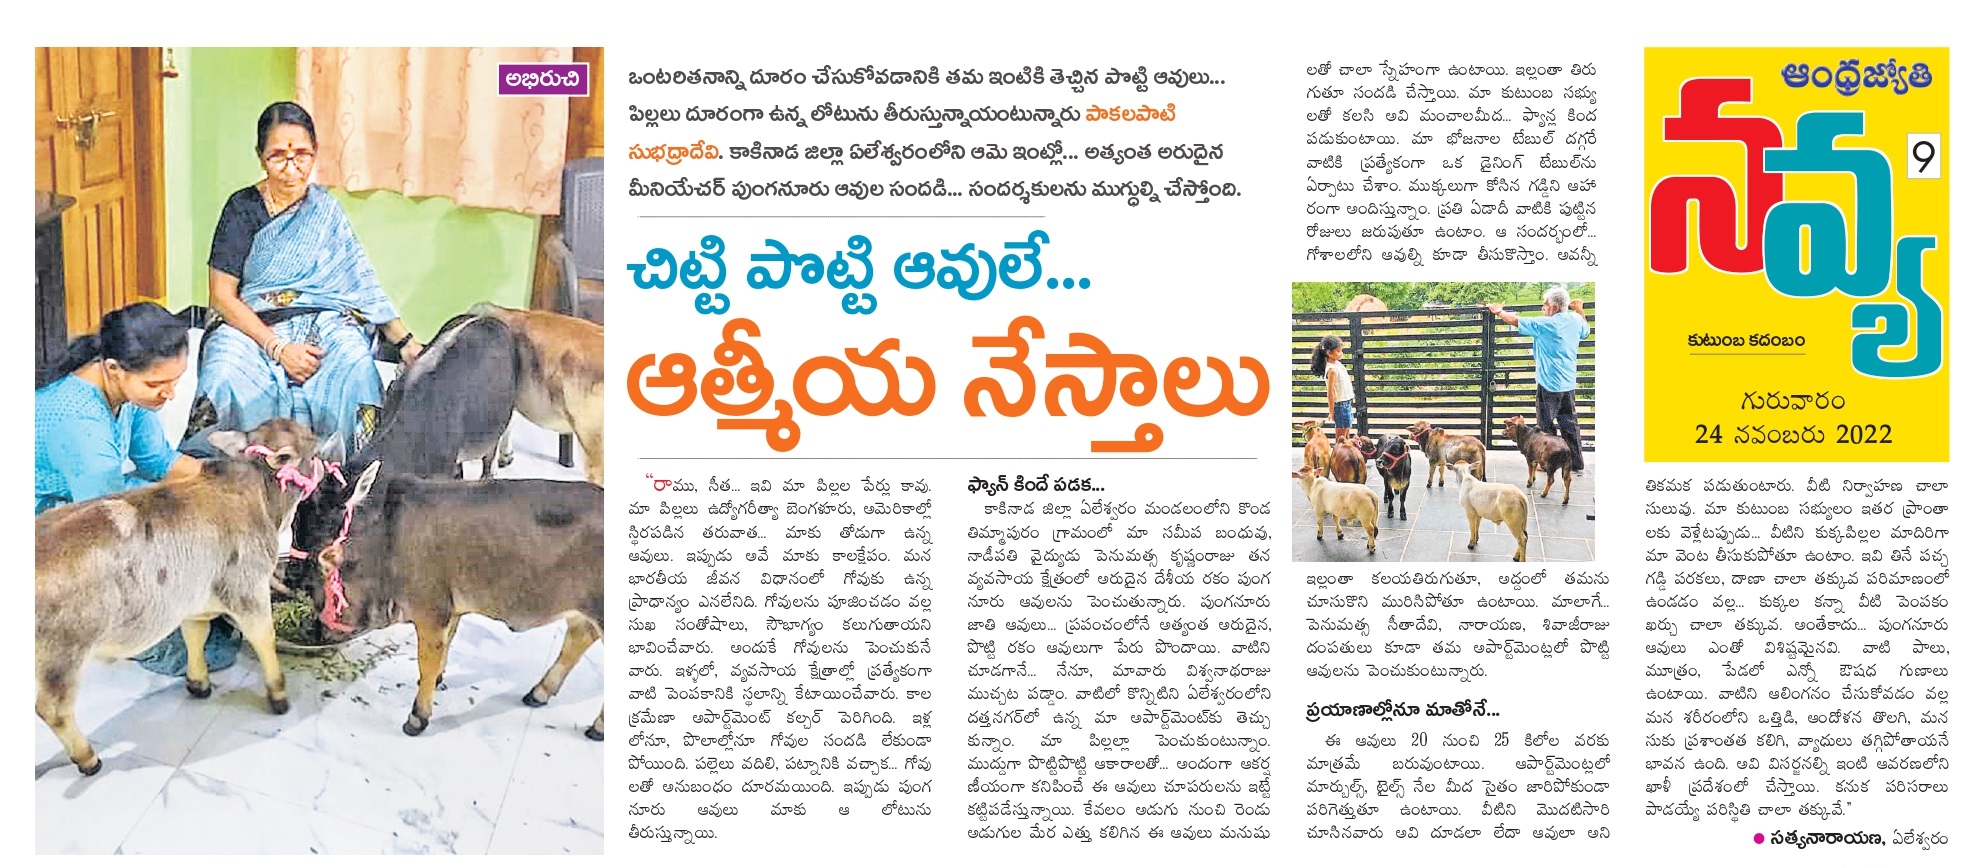 అభిరుచి
ఒంటరితనాన్ని దూరం చేసుకోవడానికి తమ ఇంటికి తెచ్చిన పొట్టి ఆవులు...
పిల్లలు దూరంగా ఉన్న లోటును తీరుస్తున్నాయంటున్నారు పాకలపాటి
సుభద్రాదేవి. కాకినాడ జిల్లా ఏలేశ్వరంలోని ఆమె ఇంట్లో... అత్యంత అరుదైన
మీనియేచర్ పుంగనూరు ఆవుల సందడి... సందర్శకులను ముగ్ధుల్ని చేస్తోంది.
చిట్టి పొట్టి ఆవులే...
ఆత్మీయ నేస్తాలు
“రాము, సీత... ఇవి మా పిల్లల పేర్లు కావు.
మా పిల్లలు ఉద్యోగరీత్యా బెంగళూరు, అమెరికాల్లో
స్థిరపడిన తరువాత... మాకు తోడుగా ఉన్న
ఆవులు. ఇప్పుడు అవే మాకు కాలక్షేపం. మన
భారతీయ జీవన విధానంలో గోవుకు ఉన్న
ప్రాధాన్యం ఎనలేనిది. గోవులను పూజించడం వల్ల
సుఖ సంతోషాలు, సౌభాగ్యం కలుగుతాయని
భావించేవారు. అందుకే గోవులను పెంచుకునే
వారు. ఇళ్ళలో, వ్యవసాయ క్షేత్రాల్లో ప్రత్యేకంగా
వాటి పెంపకానికి స్థలాన్ని కేటాయించేవారు. కాల
క్రమేణా అపార్ట్‌మెంట్ కల్చర్ పెరిగింది. ఇళ్ల
లోనూ, పొలాల్లోనూ గోవుల సందడి లేకుండా
పోయింది. పల్లెలు వదిలి, పట్నానికి వచ్చాక... గోవు
లతో అనుబంధం దూరమయింది. ఇప్పుడు పుంగ
నూరు ఆవులు మాకు ఆ లోటును
తీరుస్తున్నాయి.
ఫ్యాన్ కిందే పడక...
కాకినాడ జిల్లా ఏలేశ్వరం మండలంలోని కొండ
తిమ్మాపురం గ్రామంలో మా సమీప బంధువు,
నాడీపతి వైద్యుడు పెనుమత్స కృష్ణంరాజు తన
వ్యవసాయ క్షేత్రంలో అరుదైన దేశీయ రకం పుంగ
నూరు ఆవులను పెంచుతున్నారు. పుంగనూరు
జాతి ఆవులు... ప్రపంచంలోనే అత్యంత అరుదైన,
పొట్టి రకం ఆవులుగా పేరు పొందాయి. వాటిని
చూడగానే... నేనూ, మావారు విశ్వనాథరాజు
ముచ్చట పడ్డాం. వాటిలో కొన్నిటిని ఏలేశ్వరంలోని
దత్తనగర్‌లో ఉన్న మా అపార్ట్‌మెంట్‌కు తెచ్చు
కున్నాం. మా పిల్లల్లా పెంచుకుంటున్నాం.
ముద్దుగా పొట్టిపొట్టి ఆకారాలతో... అందంగా ఆకర్ష
ణీయంగా కనిపించే ఈ ఆవులు చూపరులను ఇట్టే
కట్టిపడేస్తున్నాయి. కేవలం అడుగు నుంచి రెండు
అడుగుల మేర ఎత్తు కలిగిన ఈ ఆవులు మనుషు
లతో చాలా స్నేహంగా ఉంటాయి. ఇల్లంతా తిరు
గుతూ సందడి చేస్తాయి. మా కుటుంబ సభ్యు
లతో కలసి అవి మంచాలమీద... ఫ్యాన్ల కింద
పడుకుంటాయి. మా భోజనాల టేబుల్ దగ్గరే
వాటికి ప్రత్యేకంగా ఒక డైనింగ్ టేబుల్‌ను
ఏర్పాటు చేశాం. ముక్కలుగా కోసిన గడ్డిని ఆహా
రంగా అందిస్తున్నాం. ప్రతి ఏడాదీ వాటికి పుట్టిన
రోజులు జరుపుతూ ఉంటాం. ఆ సందర్భంలో...
గోశాలలోని ఆవుల్ని కూడా తీసుకొస్తాం. అవన్నీ
ఇల్లంతా కలయతిరుగుతూ, అద్దంలో తమను
చూసుకొని మురిసిపోతూ ఉంటాయి. మాలాగే...
పెనుమత్స సీతాదేవి, నారాయణ, శివాజీరాజు
దంపతులు కూడా తమ అపార్ట్‌మెంట్లలో పొట్టి
ఆవులను పెంచుకుంటున్నారు.
ప్రయాణాల్లోనూ మాతోనే...
ఈ ఆవులు 20 నుంచి 25 కిలోల వరకు
మాత్రమే బరువుంటాయి. అపార్ట్‌మెంట్లలో
మార్బుల్స్, టైల్స్ నేల మీద సైతం జారిపోకుండా
పరిగెత్తుతూ ఉంటాయి. వీటిని మొదటిసారి
చూసినవారు అవి దూడలా లేదా ఆవులా అని
ఆంధ్రజ్యోతి
నవ్య
9
కుటుంబ కదంబం
గురువారం
24 నవంబరు 2022
తికమక పడుతుంటారు. వీటి నిర్వాహణ చాలా
సులువు. మా కుటుంబ సభ్యులం ఇతర ప్రాంతా
లకు వెళ్లేటప్పుడు... వీటిని కుక్కపిల్లల మాదిరిగా
మా వెంట తీసుకుపోతూ ఉంటాం. ఇవి తినే పచ్చ
గడ్డి పరకలు, దాణా చాలా తక్కువ పరిమాణంలో
ఉండడం వల్ల... కుక్కల కన్నా వీటి పెంపకం
ఖర్చు చాలా తక్కువ. అంతేకాదు... పుంగనూరు
ఆవులు ఎంతో విశిష్టమైనవి. వాటి పాలు,
మూత్రం, పేడలో ఎన్నో ఔషధ గుణాలు
ఉంటాయి. వాటిని ఆలింగనం చేసుకోవడం వల్ల
మన శరీరంలోని ఒత్తిడి, ఆందోళన తొలగి, మన
సుకు ప్రశాంతత కలిగి, వ్యాధులు తగ్గిపోతాయనే
భావన ఉంది. అవి విసర్జనల్ని ఇంటి ఆవరణలోని
ఖాళీ ప్రదేశంలో చేస్తాయి. కనుక పరిసరాలు
పాడయ్యే పరిస్థితి చాలా తక్కువే.”
● సత్యనారాయణ, ఏలేశ్వరం